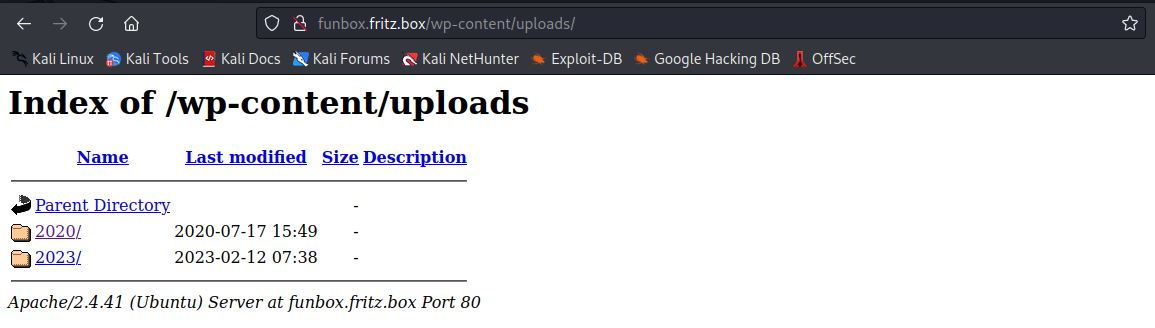 funbox.fritz.box/wp-content/uploads/
Kali Linux Kali Tools Kali Docs Kali Forums Kali NetHunter Exploit-DB Google Hacking DB OffSec
Index of /wp-content/uploads
Name Last modified Size Description
Parent Directory -
2020/ 2020-07-17 15:49 -
2023/ 2023-02-12 07:38 -
Apache/2.4.41 (Ubuntu) Server at funbox.fritz.box Port 80